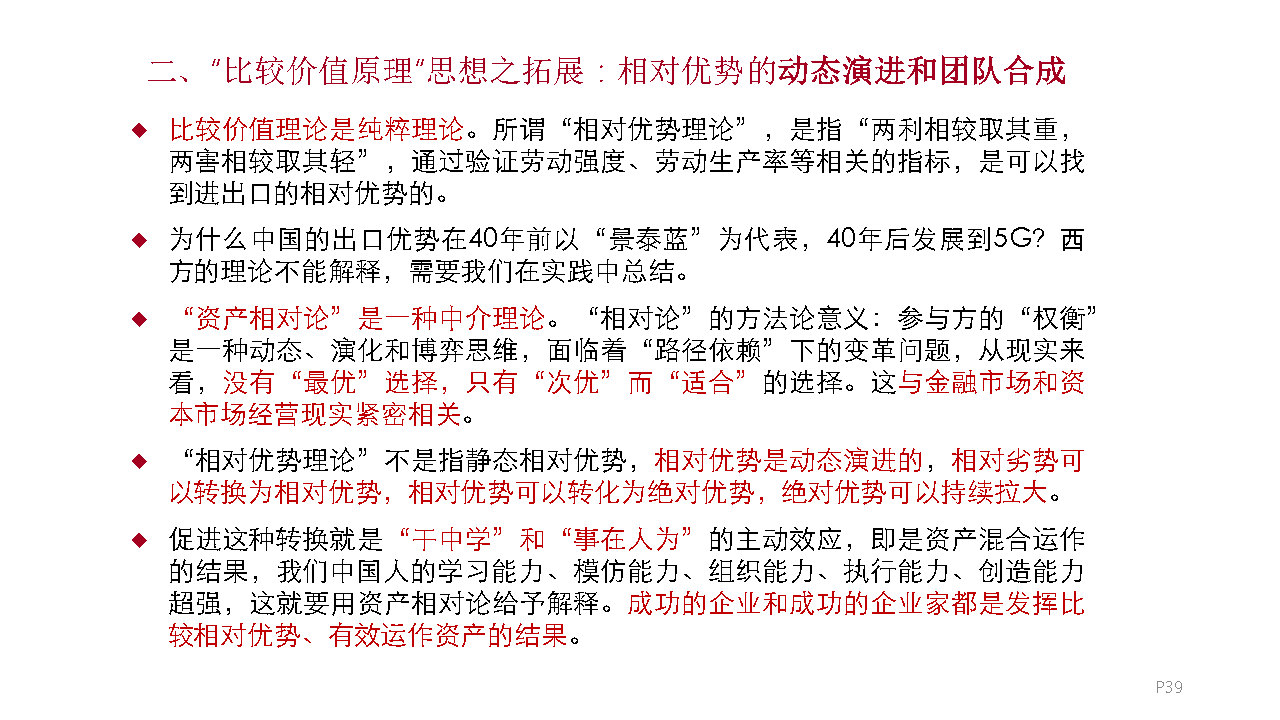 二、“比较价值原理“思想之拓展：相对优势的动态演进和团队合成
◆ 比较价值理论是纯粹理论。所谓“相对优势理论”，是指“两利相较取其重，
两害相较取其轻”，通过验证劳动强度、劳动生产率等相关的指标，是可以找
到进出口的相对优势的。
◆ 为什么中国的出口优势在40年前以“景泰蓝”为代表，40年后发展到5G？西
方的理论不能解释，需要我们在实践中总结。
◆ “资产相对论”是一种中介理论。“相对论”的方法论意义：参与方的“权衡”
是一种动态、演化和博弈思维，面临着“路径依赖”下的变革问题，从现实来
看，没有“最优”选择，只有“次优”而“适合”的选择。这与金融市场和资
本市场经营现实紧密相关。
◆ “相对优势理论”不是指静态相对优势，相对优势是动态演进的，相对劣势可
以转换为相对优势，相对优势可以转化为绝对优势，绝对优势可以持续拉大。
◆ 促进这种转换就是“干中学”和“事在人为”的主动效应，即是资产混合运作
的结果，我们中国人的学习能力、模仿能力、组织能力、执行能力、创造能力
超强，这就要用资产相对论给予解释。成功的企业和成功的企业家都是发挥比
较相对优势、有效运作资产的结果。
P39